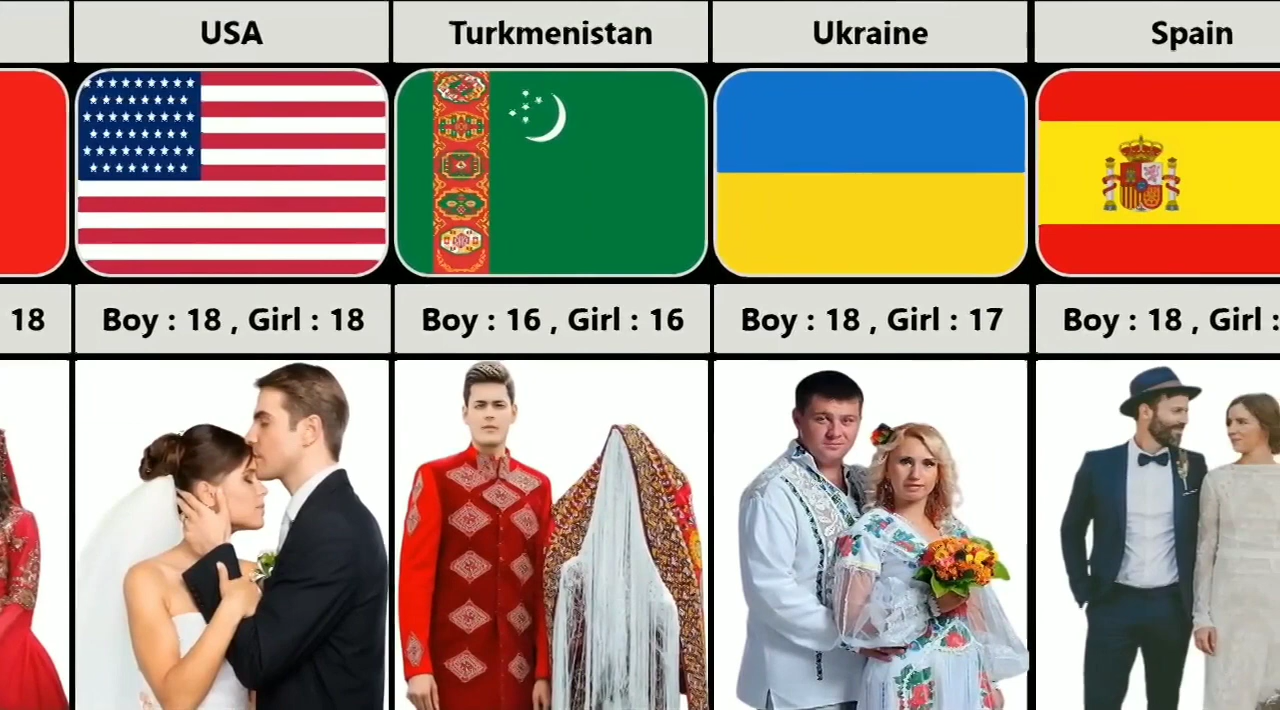 USA
Turkmenistan
Ukraine
Spain
18
Boy : 18 , Girl : 18
Boy : 16 , Girl : 16
Boy : 18 , Girl : 17
Boy : 18 , Girl :